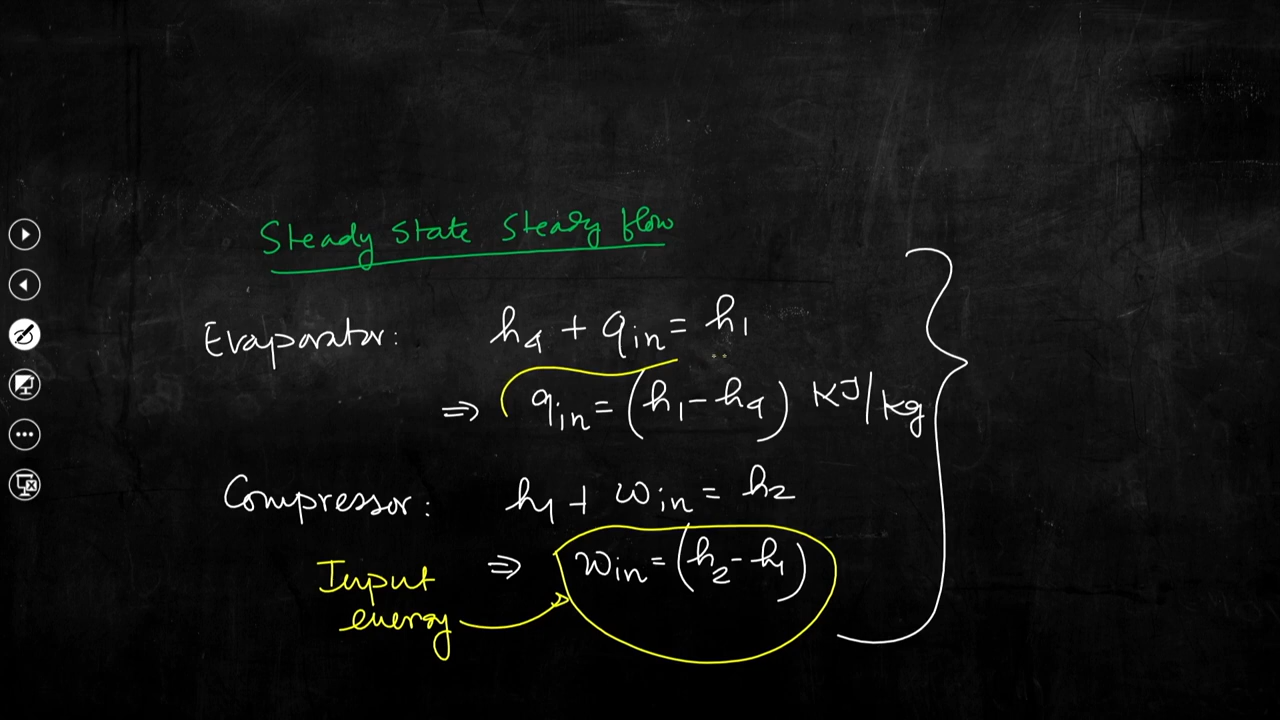 Steady State Steady flow
Evaporator: h4 + qin = h1
⇒ qin = (h1 - h4) KJ/Kg
Compressor: h1 + win = h2
⇒ win = (h2 - h1)
Input
energy